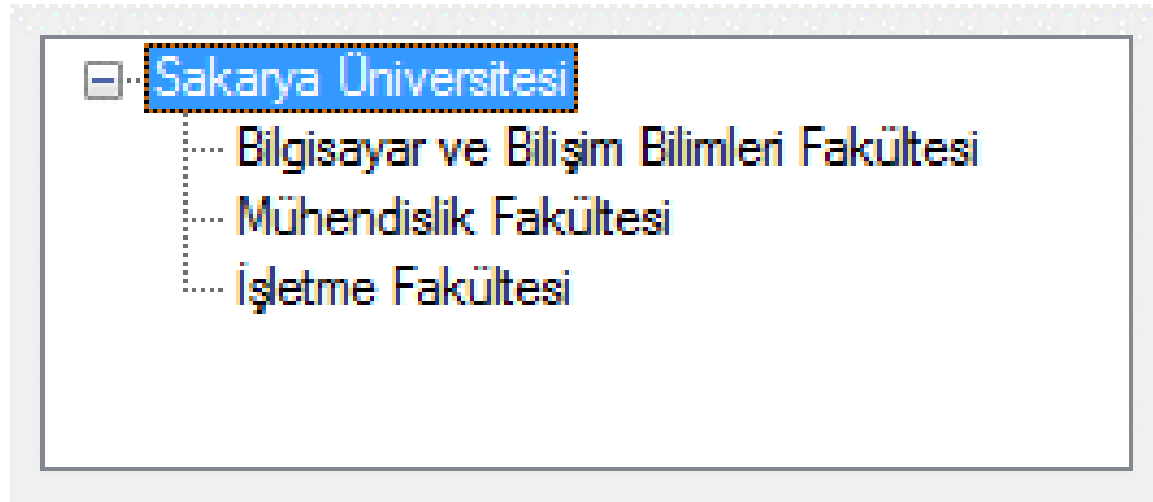 Sakarya Üniversitesi
Bilgisayar ve Bilişim Bilimleri Fakültesi
Mühendislik Fakültesi
İşletme Fakültesi